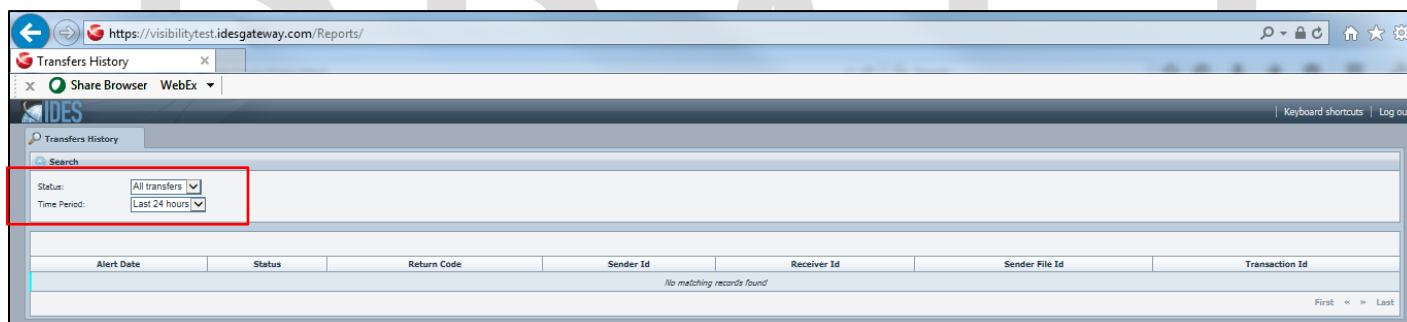 https://visibilitytest.idesgateway.com/Reports/
Transfers History
x Share Browser WebEx
IDES
| Keyboard shortcuts | Log ou
Transfers History
Search
Status: All transfers
Time Period: Last 24 hours
Alert Date Status Return Code Sender Id Receiver Id Sender File Id Transaction Id
No matching records found
First « » Last